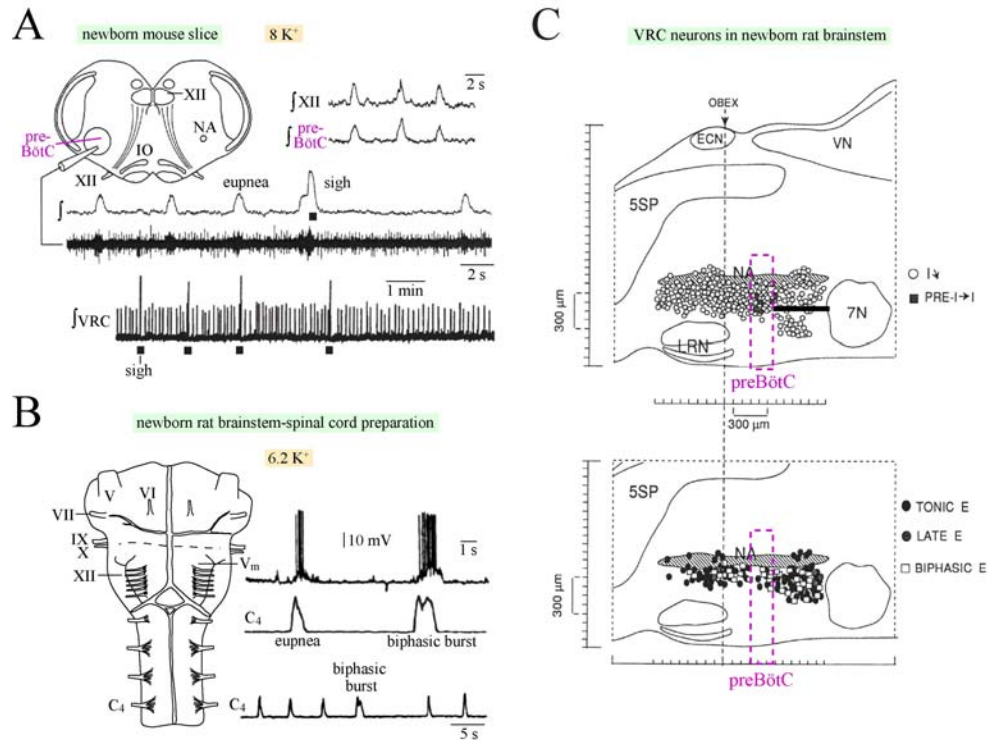 A
newborn mouse slice
8 K⁺
XII
pre-
BötC
NA
IO
XII
2 s
∫ XII
∫ pre-
BötC
eupnea
sigh
∫
2 s
1 min
∫VRC
sigh
B
newborn rat brainstem-spinal cord preparation
6.2 K⁺
V
VI
VII
IX
X
XII
Vm
C4
10 mV
1 s
C4
eupnea
biphasic burst
biphasic
burst
C4
5 s
C
VRC neurons in newborn rat brainstem
OBEX
ECN
VN
5SP
NA
7N
LRN
300 µm
I↘
PRE-I→I
preBötC
300 µm
5SP
NA
300 µm
TONIC E
LATE E
BIPHASIC E
preBötC